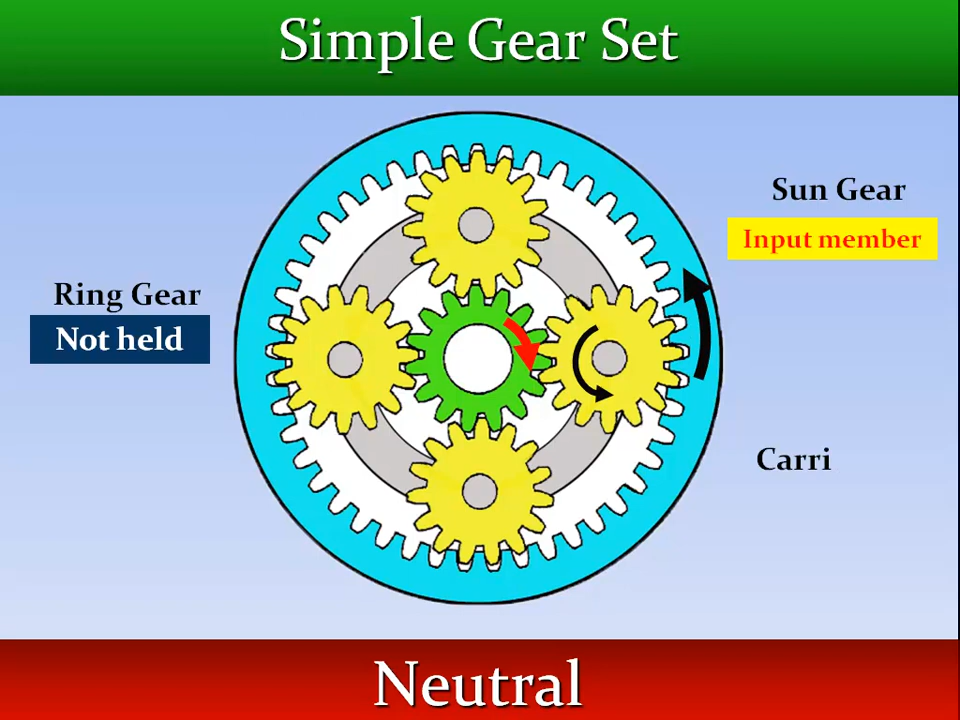 Simple Gear Set
Sun Gear
Input member
Ring Gear
Not held
Carri
Neutral